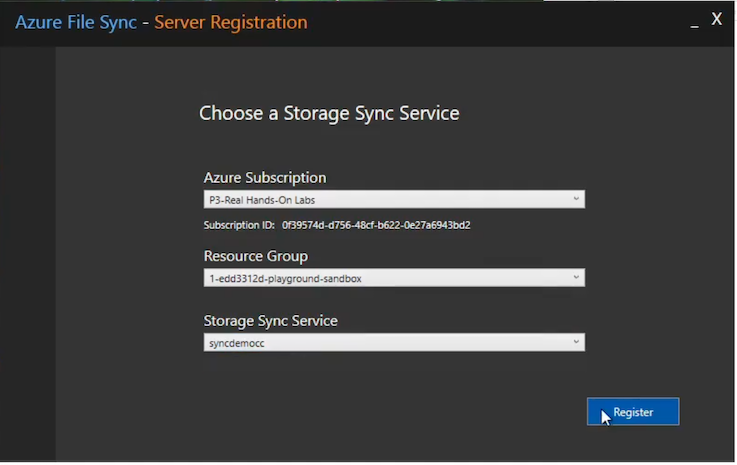 Azure File Sync - Server Registration
_ X
Choose a Storage Sync Service
Azure Subscription
P3-Real Hands-On Labs
Subscription ID: 0f39574d-d756-48cf-b622-0e27a6943bd2
Resource Group
1-edd3312d-playground-sandbox
Storage Sync Service
syncdemocc
Register